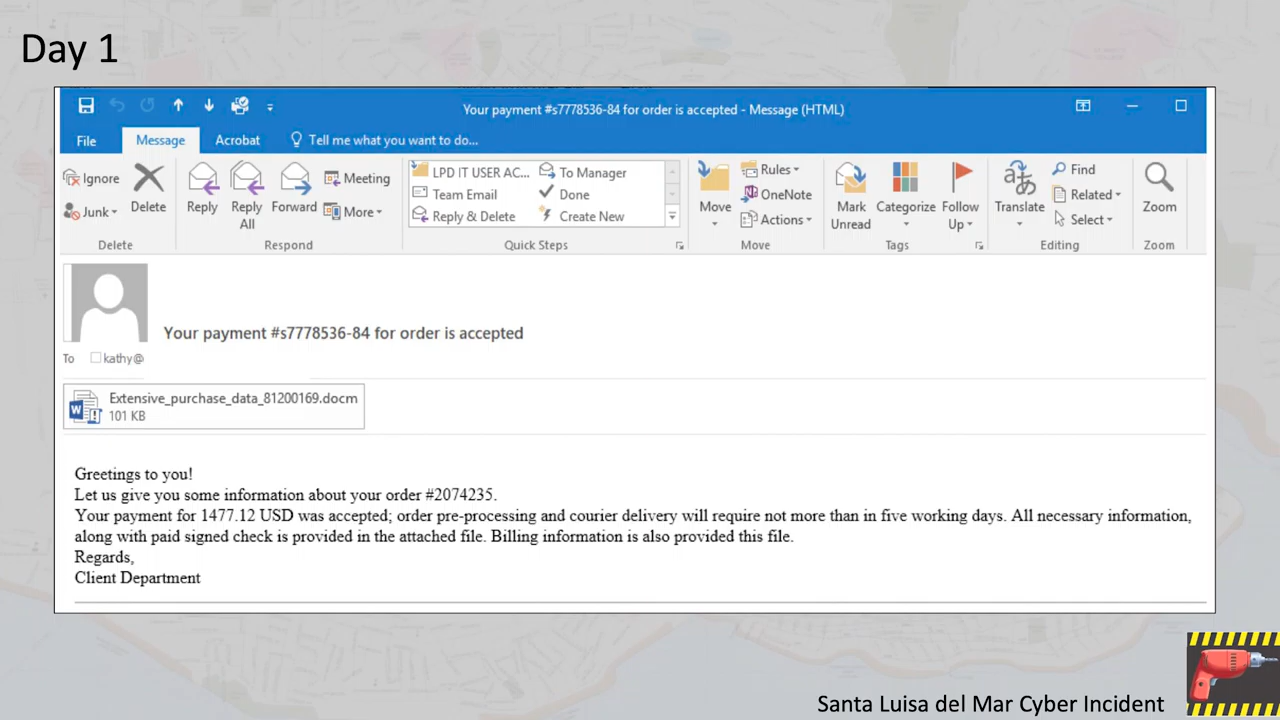 Day 1
Your payment #s7778536-84 for order is accepted - Message (HTML)
File Message Acrobat Tell me what you want to do...
Ignore
Junk
Delete
Delete
Reply
Reply All
Forward
Meeting
More
Respond
LPD IT USER AC...
Team Email
Reply & Delete
To Manager
Done
Create New
Quick Steps
Move
Rules
OneNote
Actions
Move
Mark Unread
Categorize
Follow Up
Tags
Translate
Find
Related
Select
Editing
Zoom
Zoom
Your payment #s7778536-84 for order is accepted
To kathy@
Extensive_purchase_data_81200169.docm
101 KB
Greetings to you!
Let us give you some information about your order #2074235.
Your payment for 1477.12 USD was accepted; order pre-processing and courier delivery will require not more than in five working days. All necessary information,
along with paid signed check is provided in the attached file. Billing information is also provided this file.
Regards,
Client Department
Santa Luisa del Mar Cyber Incident